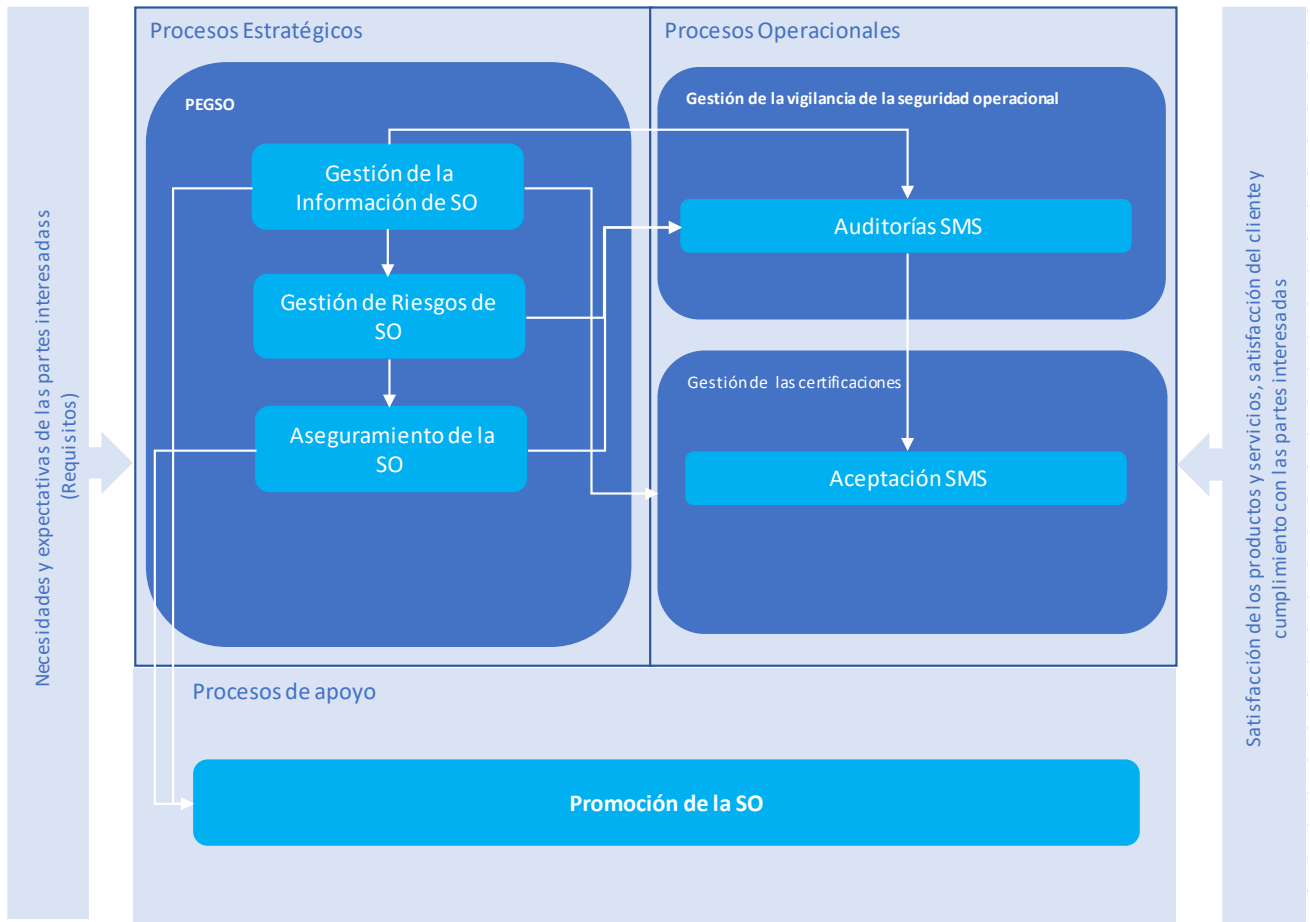 Necesidades y expectativas de las partes interesadass
(Requisitos)
Procesos Estratégicos
PEGSO
Gestión de la
Información de SO
Gestión de Riesgos de
SO
Aseguramiento de la
SO
Procesos Operacionales
Gestión de la vigilancia de la seguridad operacional
Auditorías SMS
Gestión de las certificaciones
Aceptación SMS
Procesos de apoyo
Promoción de la SO
Satisfacción de los productos y servicios, satisfacción del cliente y
cumplimiento con las partes interesadas